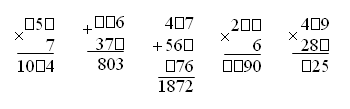 □5□ □□6 4□7 2□□ 4□9
× + + × ×
7 37□ 56□ 6 28□
10□4 803 □76 □□90 □25
1872